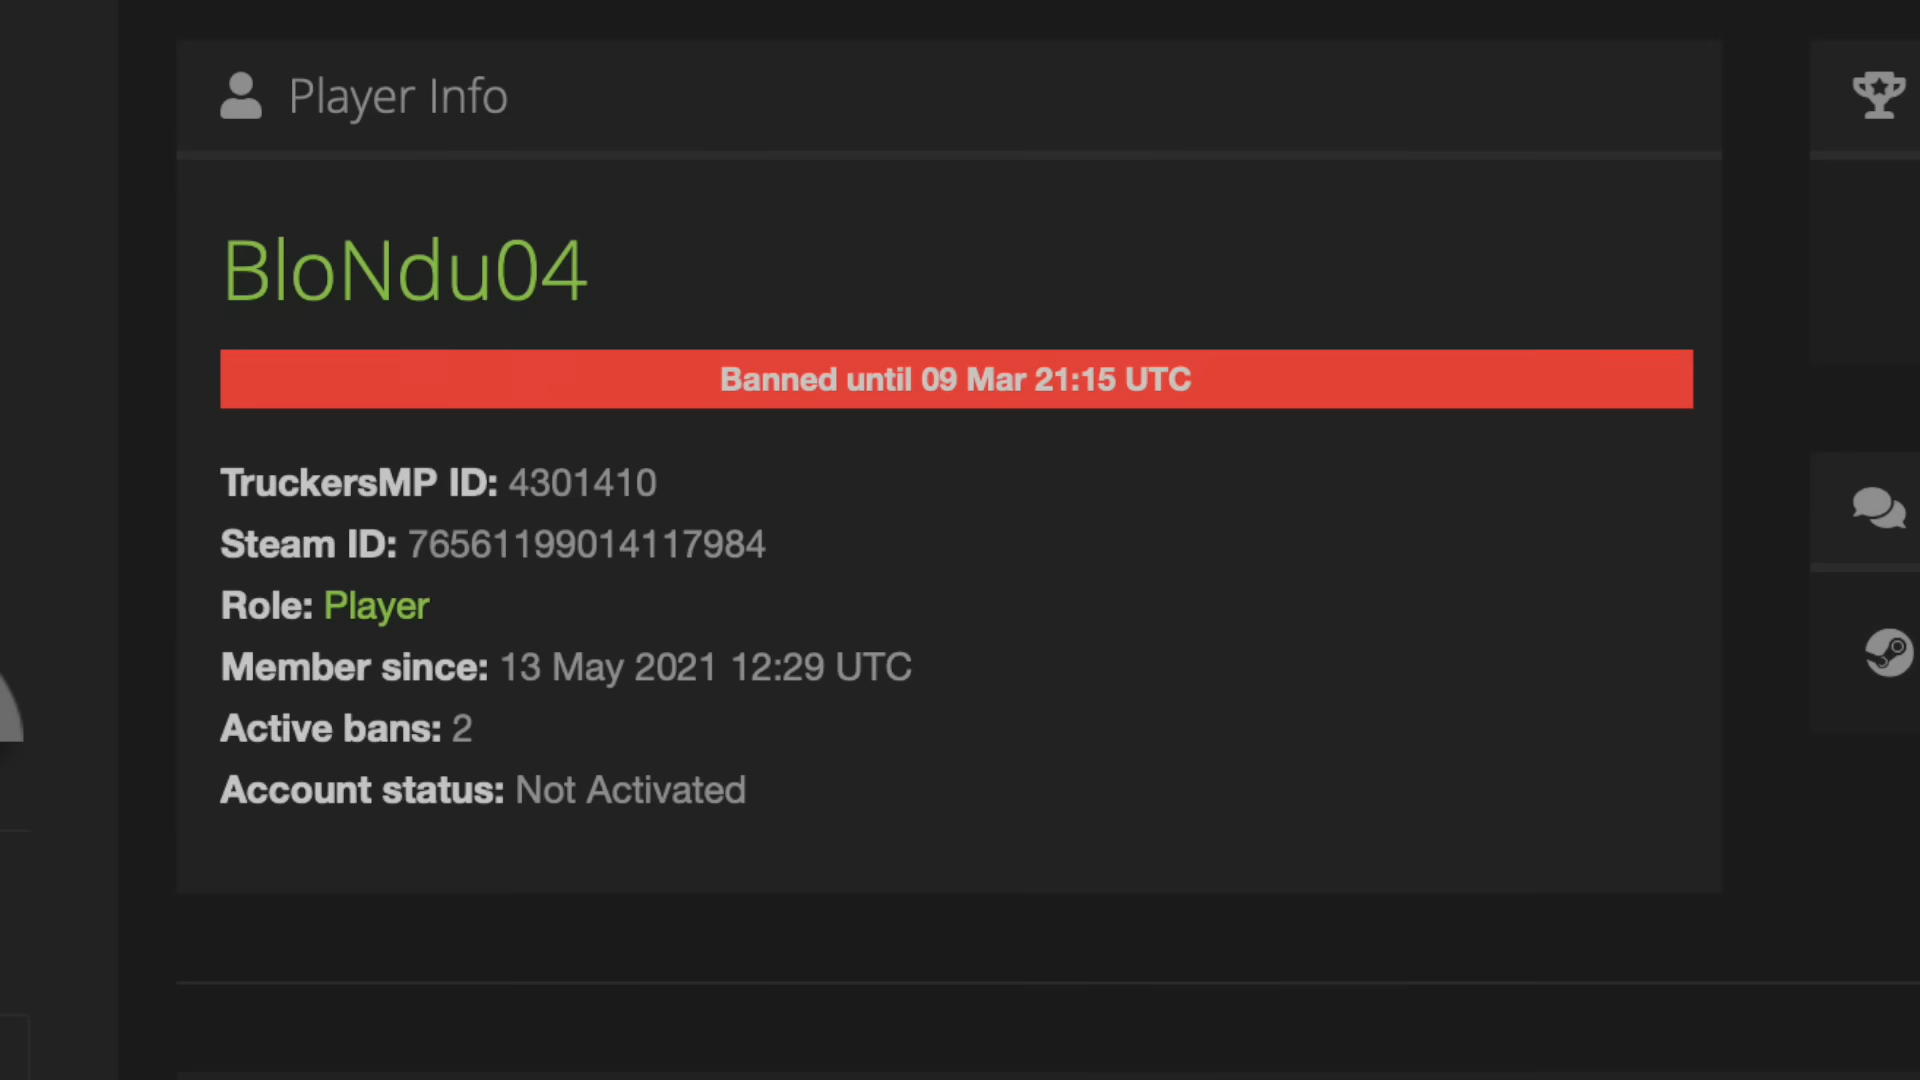 Player Info
BloNdu04
Banned until 09 Mar 21:15 UTC
TruckersMP ID: 4301410
Steam ID: 76561199014117984
Role: Player
Member since: 13 May 2021 12:29 UTC
Active bans: 2
Account status: Not Activated